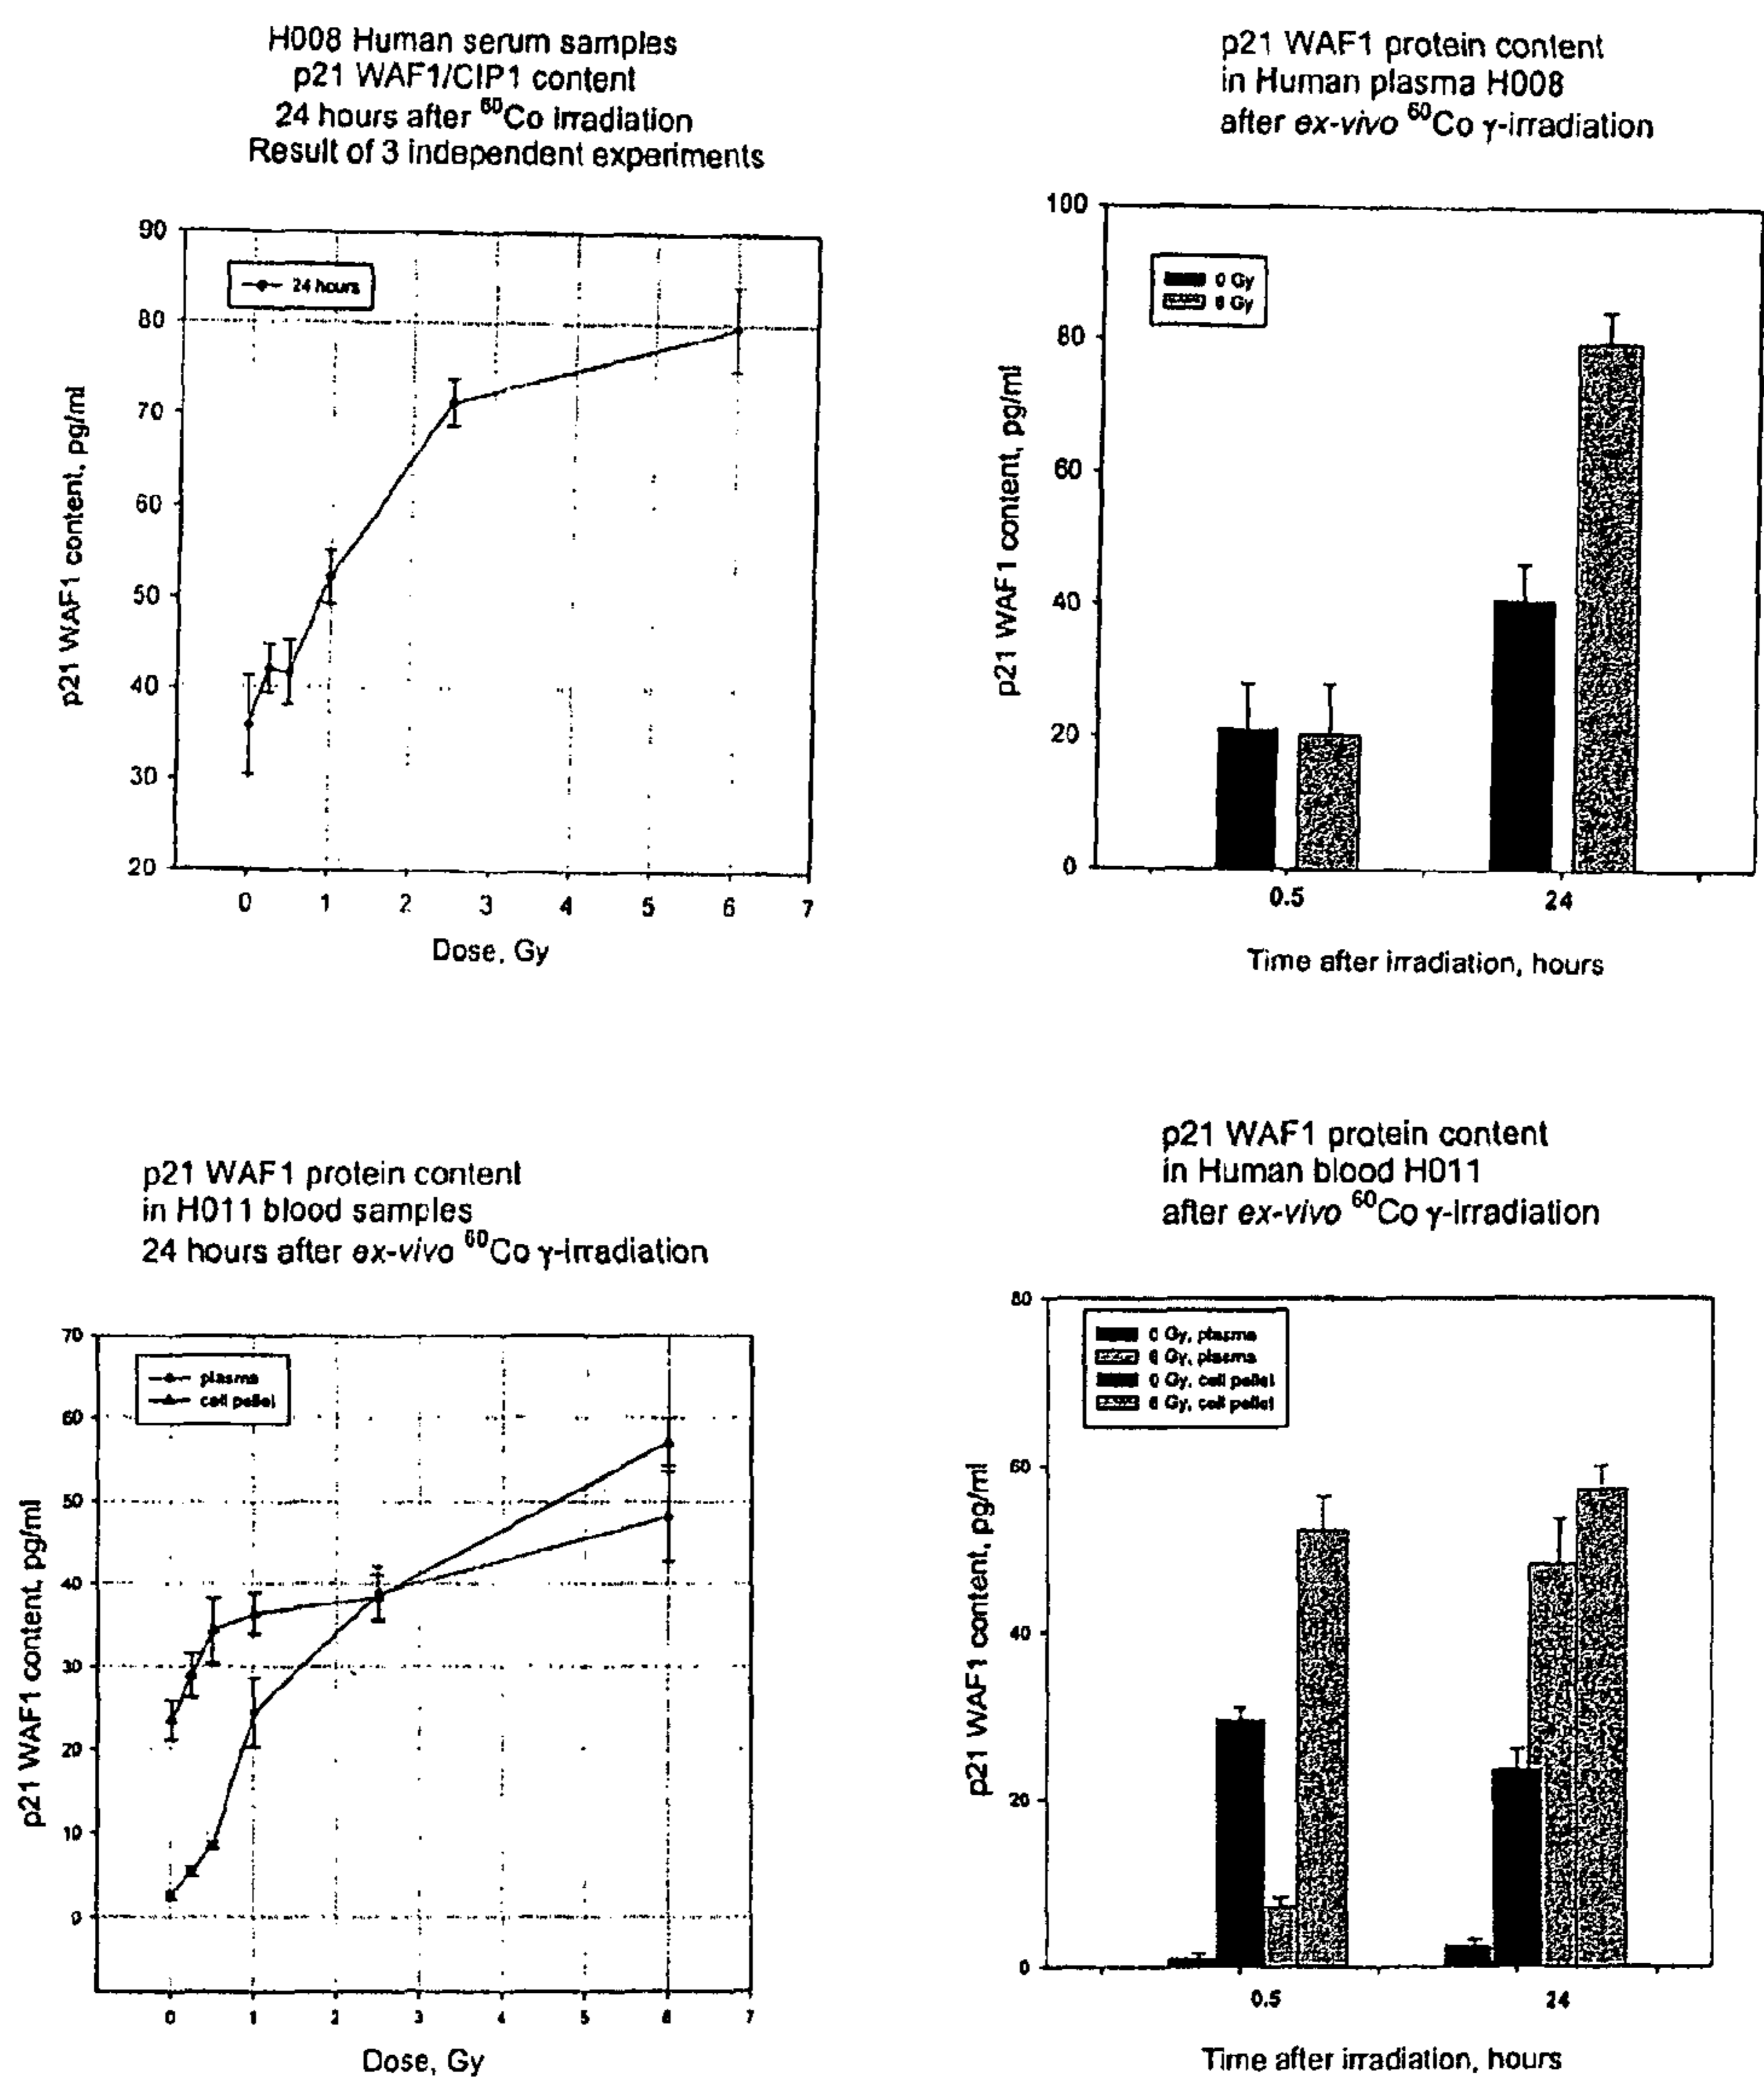 H008 Human serum samples
p21 WAF1/CIP1 content
24 hours after 60Co irradiation
Result of 3 independent experiments
90
80
70
60
50
40
30
20
24 hours
p21 WAF1 content, pg/ml
0 1 2 3 4 5 6 7
Dose, Gy
p21 WAF1 protein content
in Human plasma H008
after ex-vivo 60Co γ-irradiation
100
80
60
40
20
0
0 Gy
6 Gy
p21 WAF1 content, pg/ml
0.5 24
Time after irradiation, hours
p21 WAF1 protein content
in H011 blood samples
24 hours after ex-vivo 60Co γ-irradiation
70
60
50
40
30
20
10
0
plasma
cell pellet
p21 WAF1 content, pg/ml
0 1 2 3 4 5 6 7
Dose, Gy
p21 WAF1 protein content
in Human blood H011
after ex-vivo 60Co γ-irradiation
80
60
40
20
0
0 Gy, plasma
6 Gy, plasma
0 Gy, cell pellet
6 Gy, cell pellet
p21 WAF1 content, pg/ml
0.5 24
Time after irradiation, hours